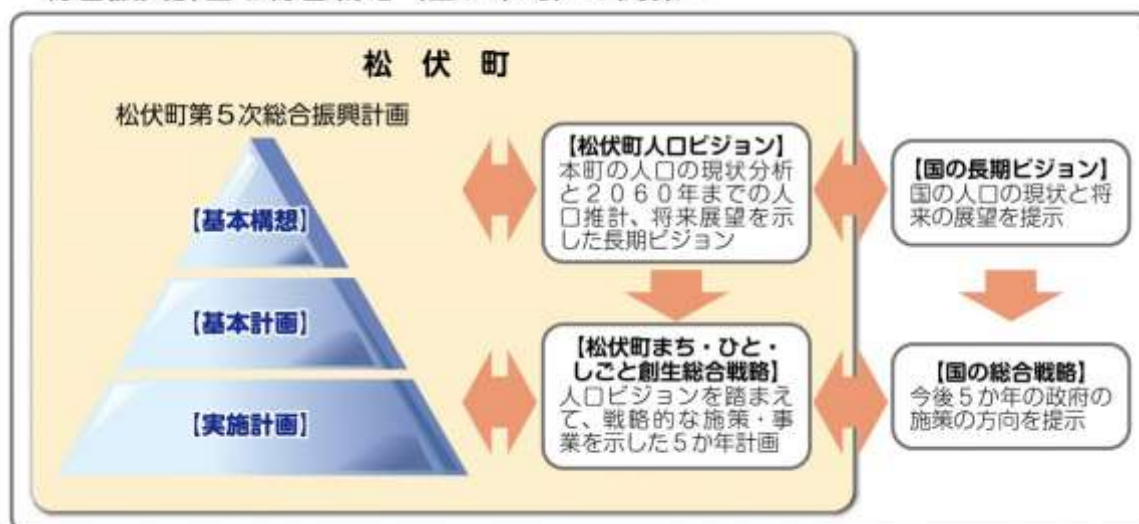 松伏町
松伏町第5次総合振興計画
【基本構想】
【基本計画】
【実施計画】
【松伏町人口ビジョン】
本町の人口の現状分析
と2060年までの人
口推計、将来展望を示
した長期ビジョン
【松伏町まち・ひと・
しごと創生総合戦略】
人口ビジョンを踏まえ
て、戦略的な施策・事
業を示した5か年計画
【国の長期ビジョン】
国の人口の現状と将
来の展望を提示
【国の総合戦略】
今後5か年の政府の
施策の方向を提示